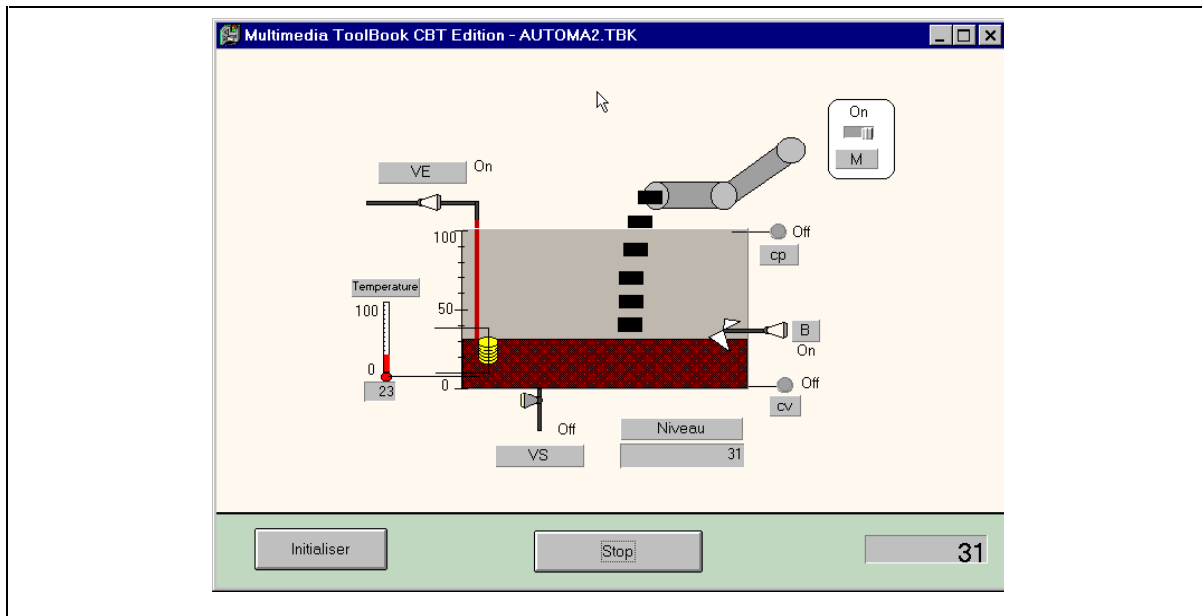 Multimedia ToolBook CBT Edition - AUTOMA2.TBK
On
M
VE
On
100
Off
cp
Temperature
100
50
B
On
0
23
0
Off
cv
Off
Niveau
VS
31
Initialiser
Stop
31